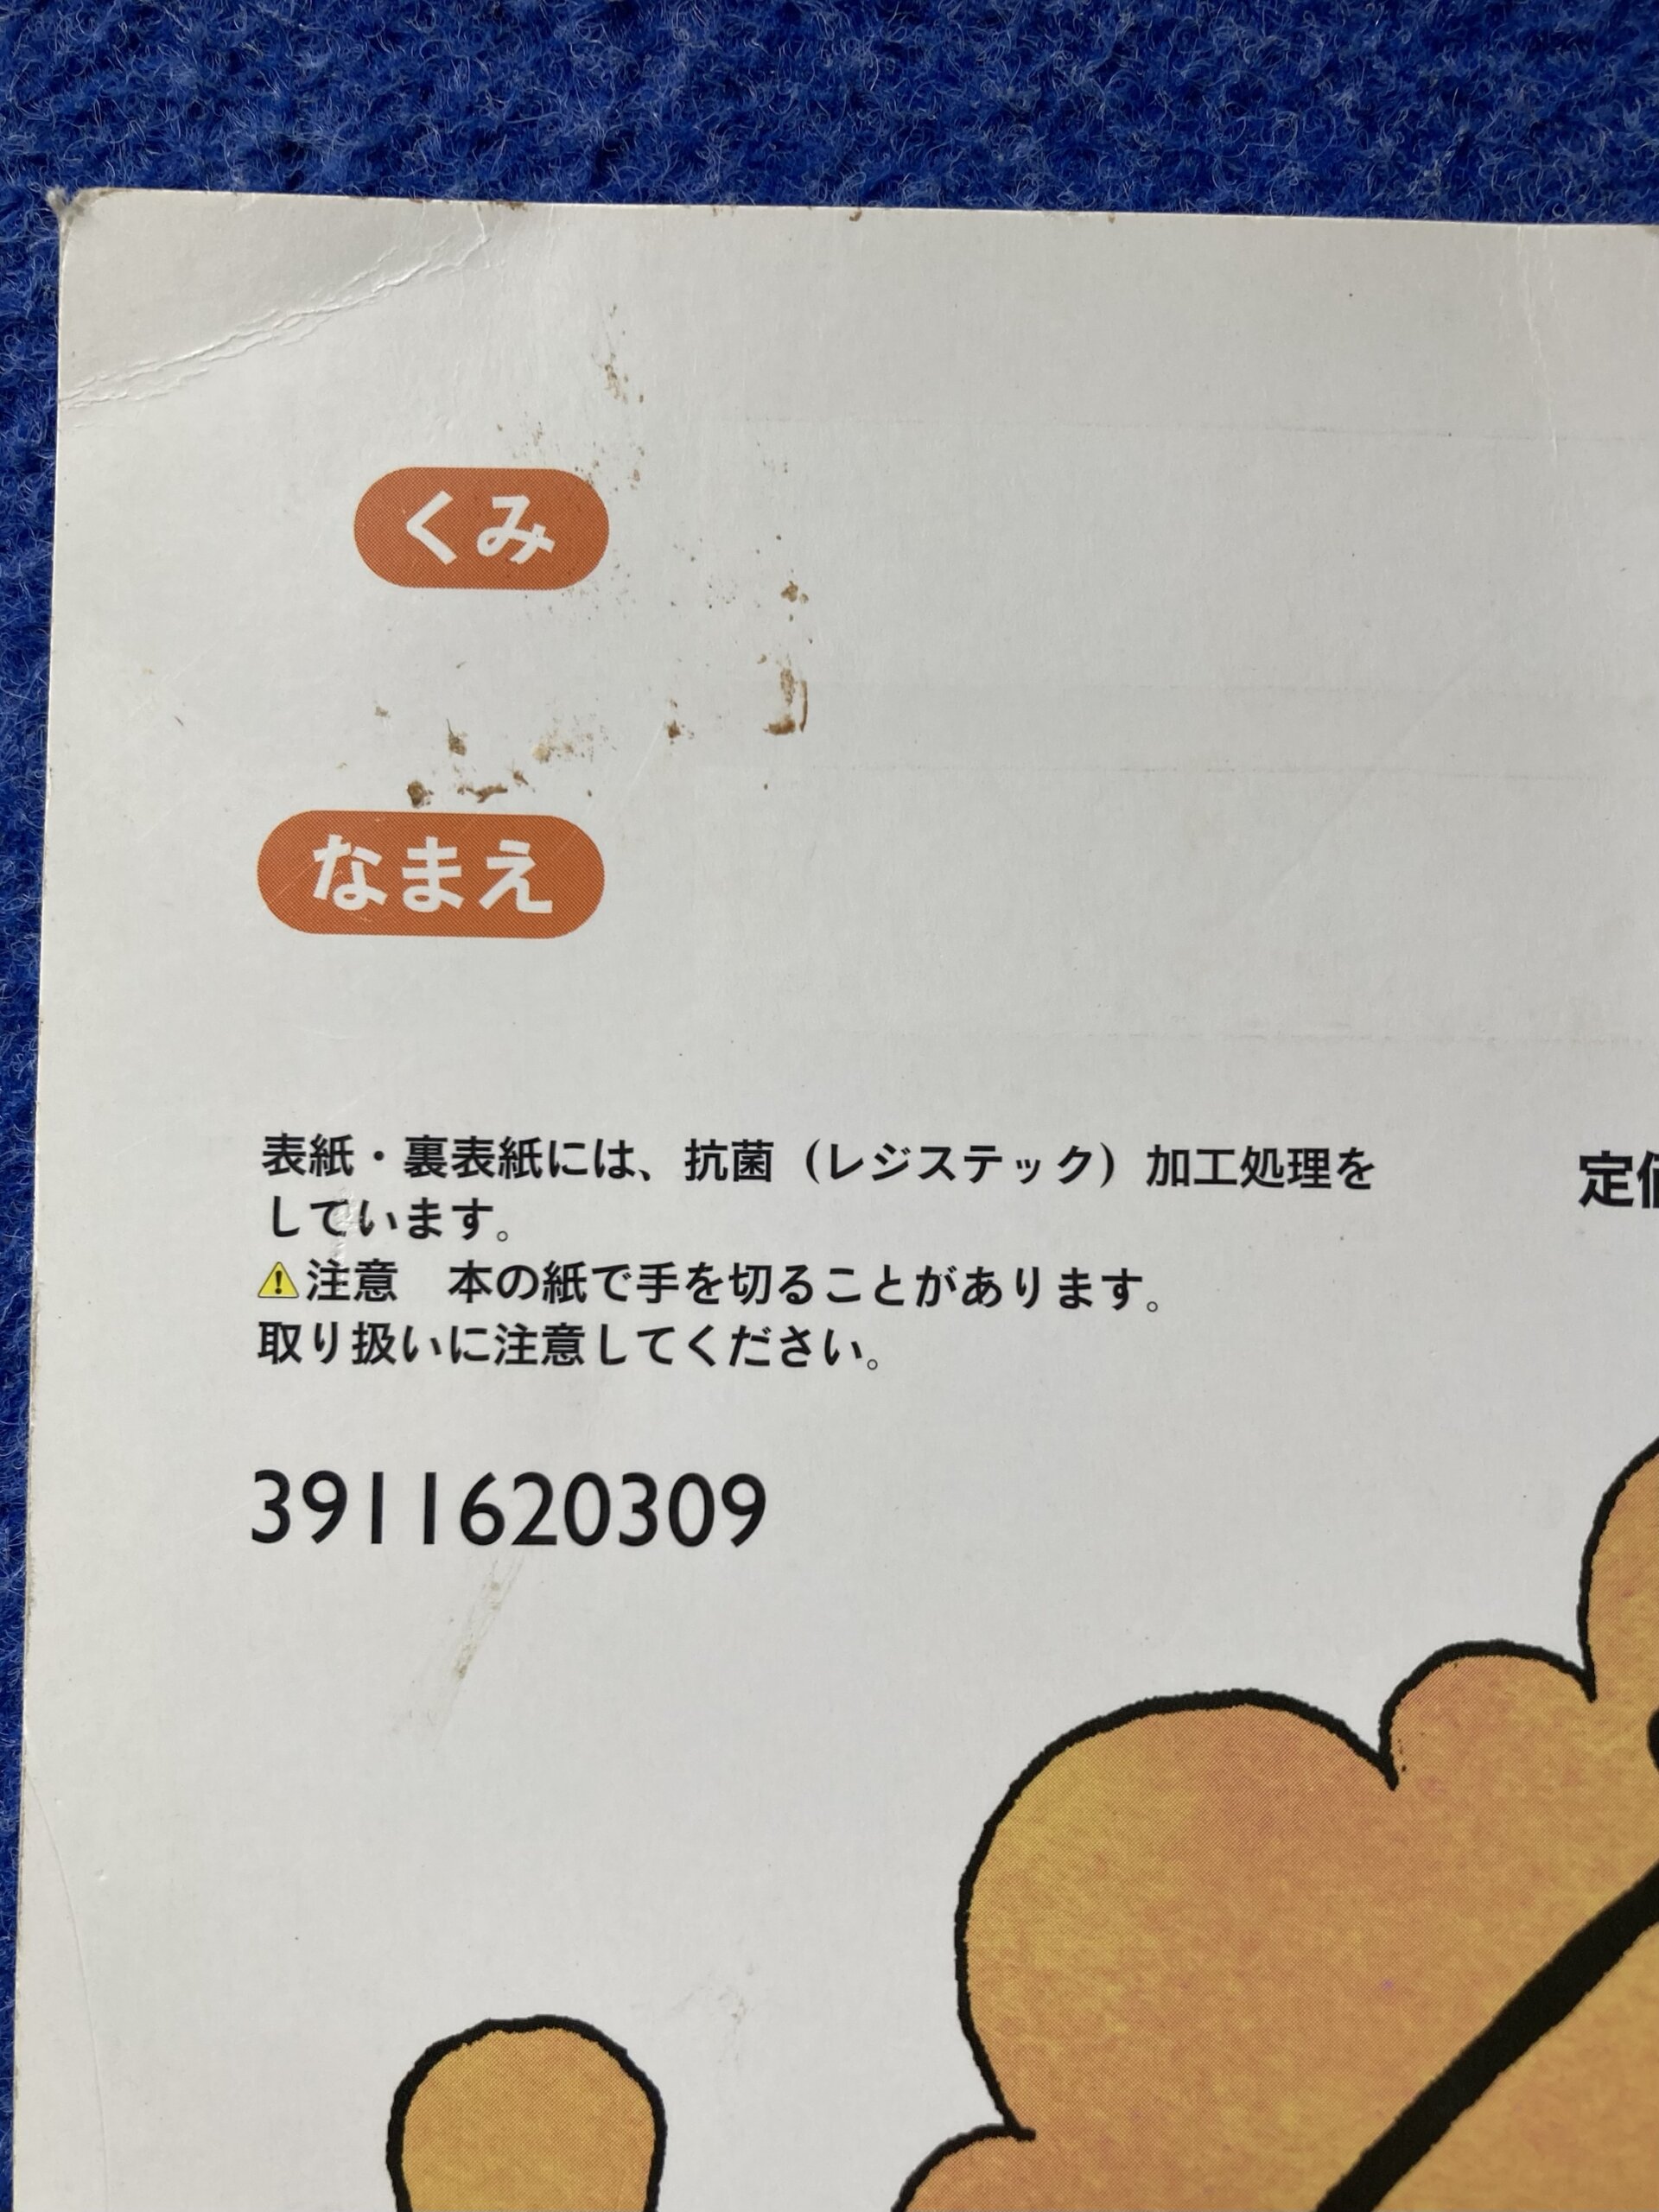 くみ
なまえ
表紙・裏表紙には、抗菌（レジステック）加工処理を
しています。
注意　本の紙で手を切ることがあります。
取り扱いに注意してください。
定
3911620309